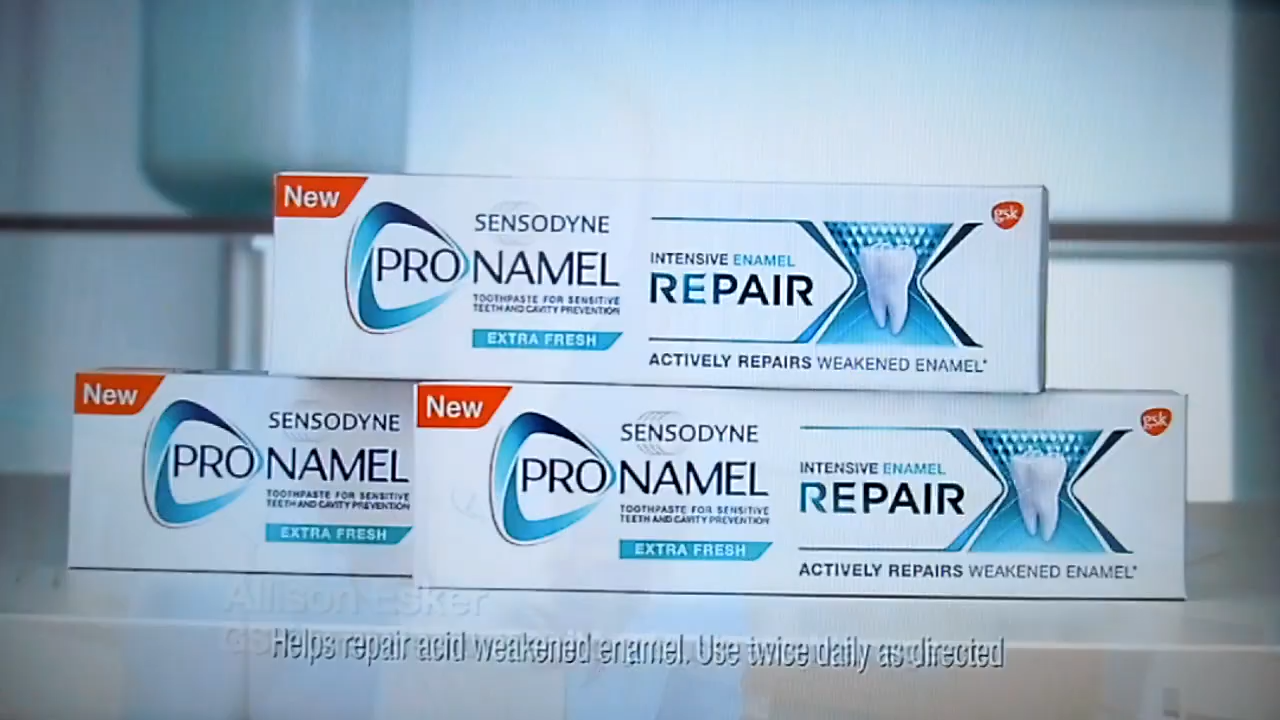 New
SENSODYNE
PRONAMEL
TOOTHPASTE FOR SENSITIVE
TEETH AND CAVITY PREVENTION
EXTRA FRESH
INTENSIVE ENAMEL
REPAIR
ACTIVELY REPAIRS WEAKENED ENAMEL*
gsk
New
SENSODYNE
PRONAMEL
TOOTHPASTE FOR SENSITIVE
TEETH AND CAVITY PREVENTION
EXTRA FRESH
New
SENSODYNE
PRONAMEL
TOOTHPASTE FOR SENSITIVE
TEETH AND CAVITY PREVENTION
EXTRA FRESH
INTENSIVE ENAMEL
REPAIR
ACTIVELY REPAIRS WEAKENED ENAMEL*
gsk
Allison Esker
Helps repair acid weakened enamel. Use twice daily as directed